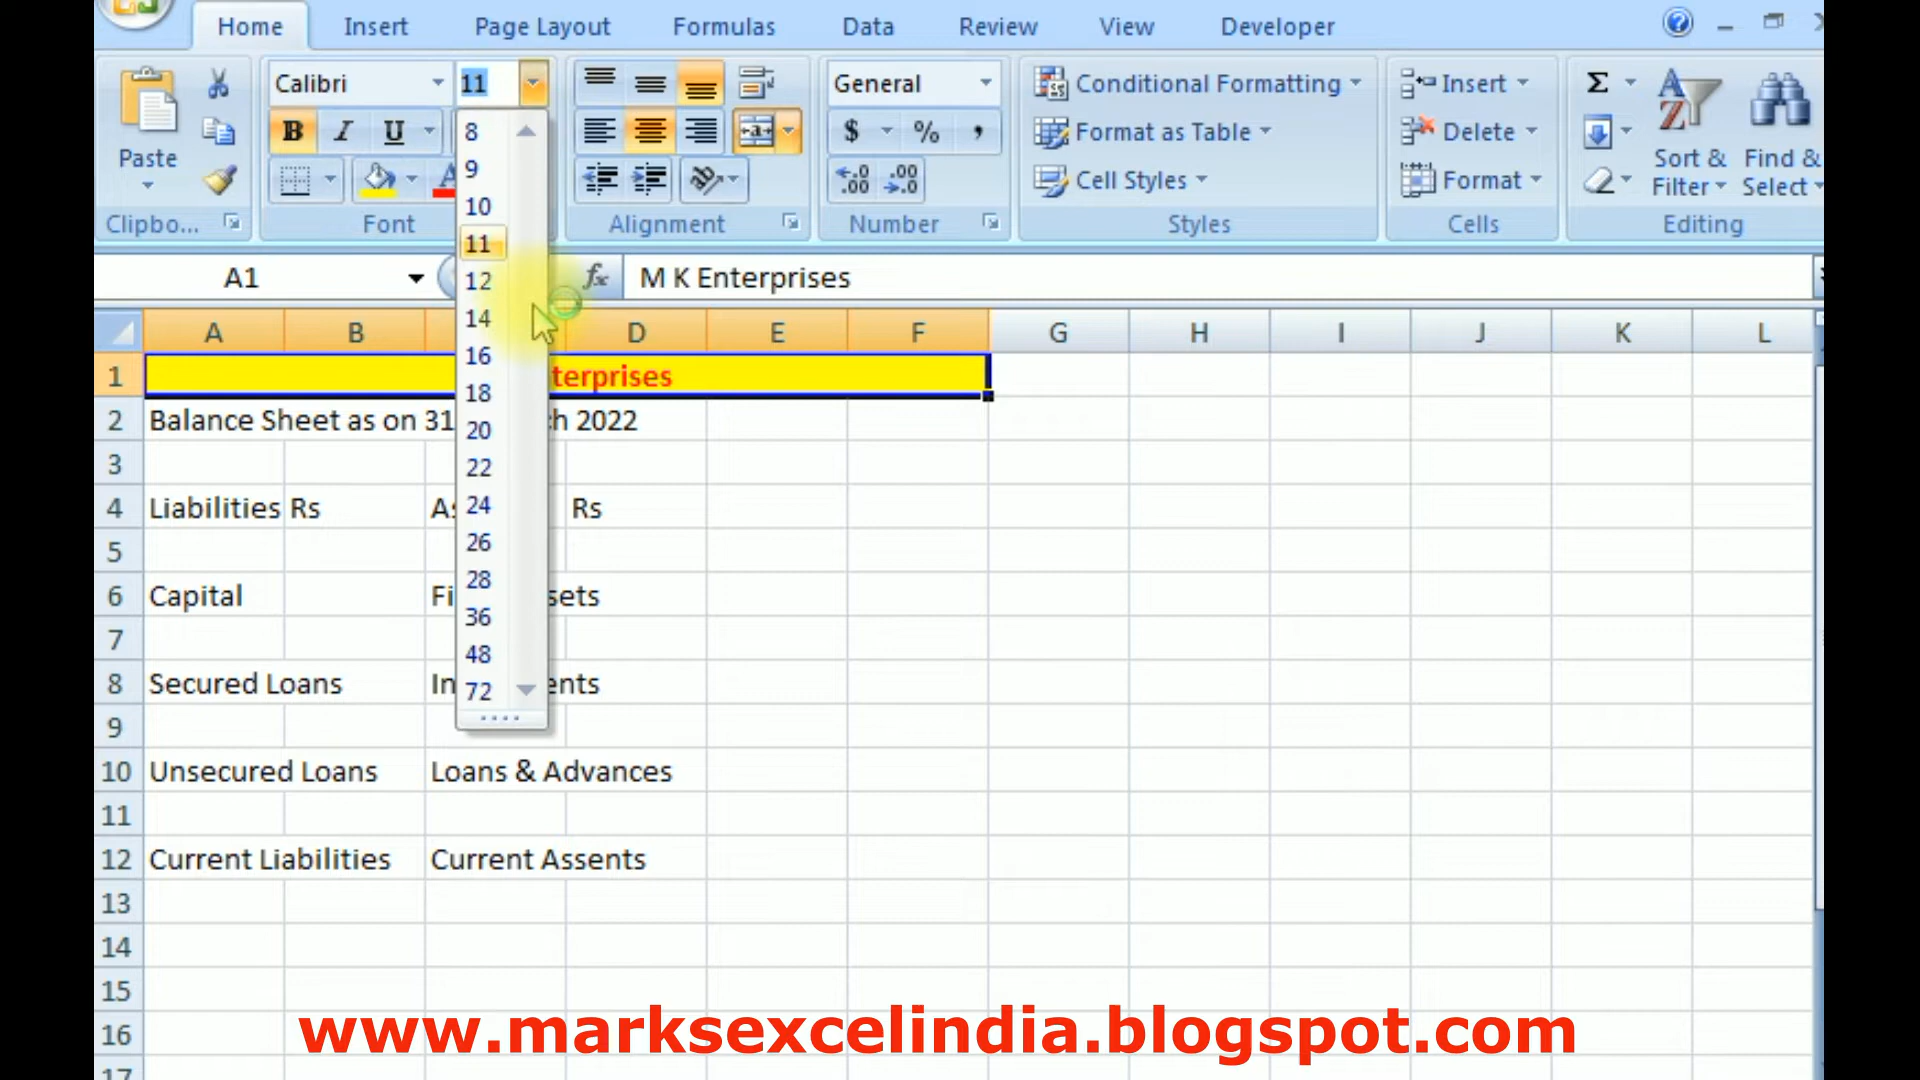 Home Insert Page Layout Formulas Data Review View Developer
Calibri 11 General Conditional Formatting Insert Σ
B I U $ % , Format as Table Delete
Paste Cell Styles Format Sort & Filter Find & Select
Clipbo... Font Alignment Number Styles Cells Editing
8
9
10
11
12
14
16
18
20
22
24
26
28
36
48
72
A1 fx M K Enterprises
A B D E F G H I J K L
1 terprises
2 Balance Sheet as on 31 h 2022
3
4 Liabilities Rs As Rs
5
6 Capital Fi sets
7
8 Secured Loans In ents
9
10 Unsecured Loans Loans & Advances
11
12 Current Liabilities Current Assents
13
14
15
16
17
www.marksexcelindia.blogspot.com